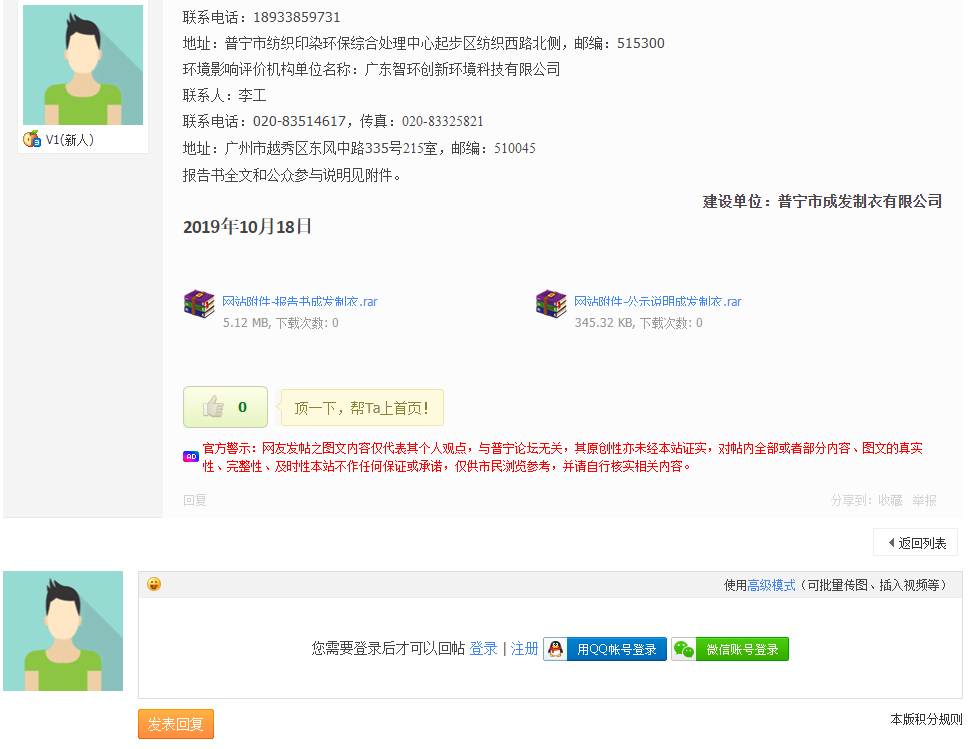 联系电话：18933859731
地址：普宁市纺织印染环保综合处理中心起步区纺织西路北侧，邮编：515300
环境影响评价机构单位名称：广东智环创新环境科技有限公司
联系人：李工
V1(新人)
联系电话：020-83514617，传真：020-83325821
地址：广州市越秀区东风中路335号215室，邮编：510045
报告书全文和公众参与说明见附件。
建设单位：普宁市成发制衣有限公司
2019年10月18日
网站附件-报告书成发制衣.rar
5.12 MB, 下载次数: 0
网站附件-公示说明成发制衣.rar
345.32 KB, 下载次数: 0
0
顶一下，帮Ta上首页！
AD
官方警示：网友发帖之图文内容仅代表其个人观点，与普宁论坛无关，其原创性亦未经本站证实，对帖内全部或者部分内容、图文的真实
性、完整性、及时性本站不作任何保证或承诺，仅供市民浏览参考，并请自行核实相关内容。
回复
分享到： 收藏 举报
返回列表
使用高级模式（可批量传图、插入视频等）
您需要登录后才可以回帖 登录 | 注册 用QQ帐号登录 微信账号登录
发表回复
本版积分规则